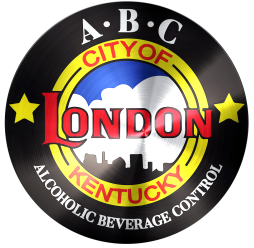 A·B·C
CITY OF
LONDON
KENTUCKY
ALCOHOLIC BEVERAGE CONTROL